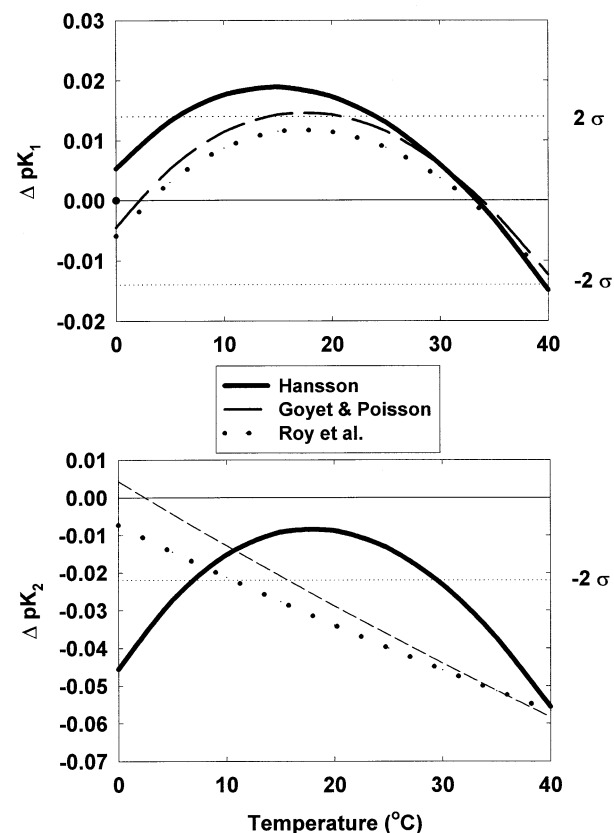 0.03
0.02
0.01
0.00
-0.01
-0.02
Δ pK1
2 σ
-2 σ
0 10 20 30 40
Hansson
Goyet & Poisson
Roy et al.
0.01
0.00
-0.01
-0.02
-0.03
-0.04
-0.05
-0.06
-0.07
Δ pK2
-2 σ
0 10 20 30 40
Temperature (°C)